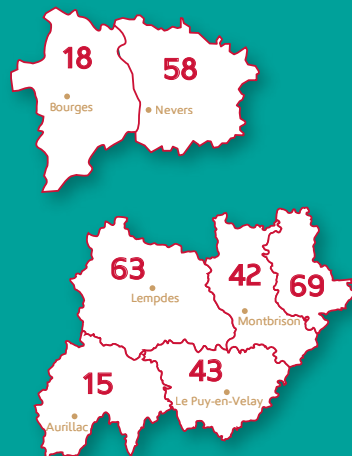 18
58
Bourges
Nevers
63
42
69
Lempdes
Montbrison
15
43
Le Puy-en-Velay
Aurillac